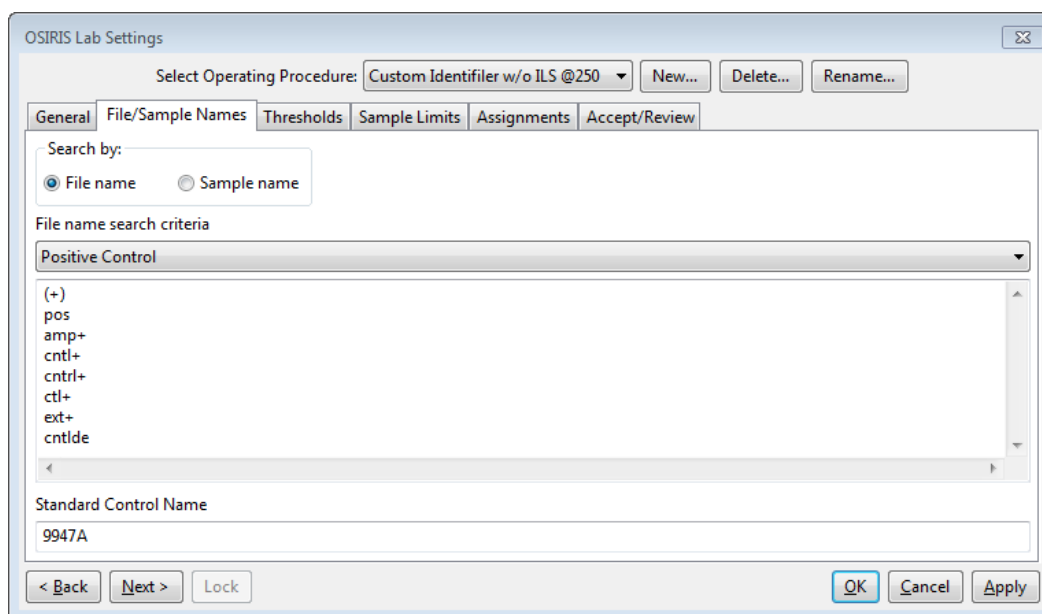 OSIRIS Lab Settings
Select Operating Procedure: Custom Identifiler w/o ILS @250 New... Delete... Rename...
General File/Sample Names Thresholds Sample Limits Assignments Accept/Review
Search by:
File name Sample name
File name search criteria
Positive Control
(+)
pos
amp+
cntl+
cntrl+
ctl+
ext+
cntlde
Standard Control Name
9947A
< Back Next > Lock OK Cancel Apply